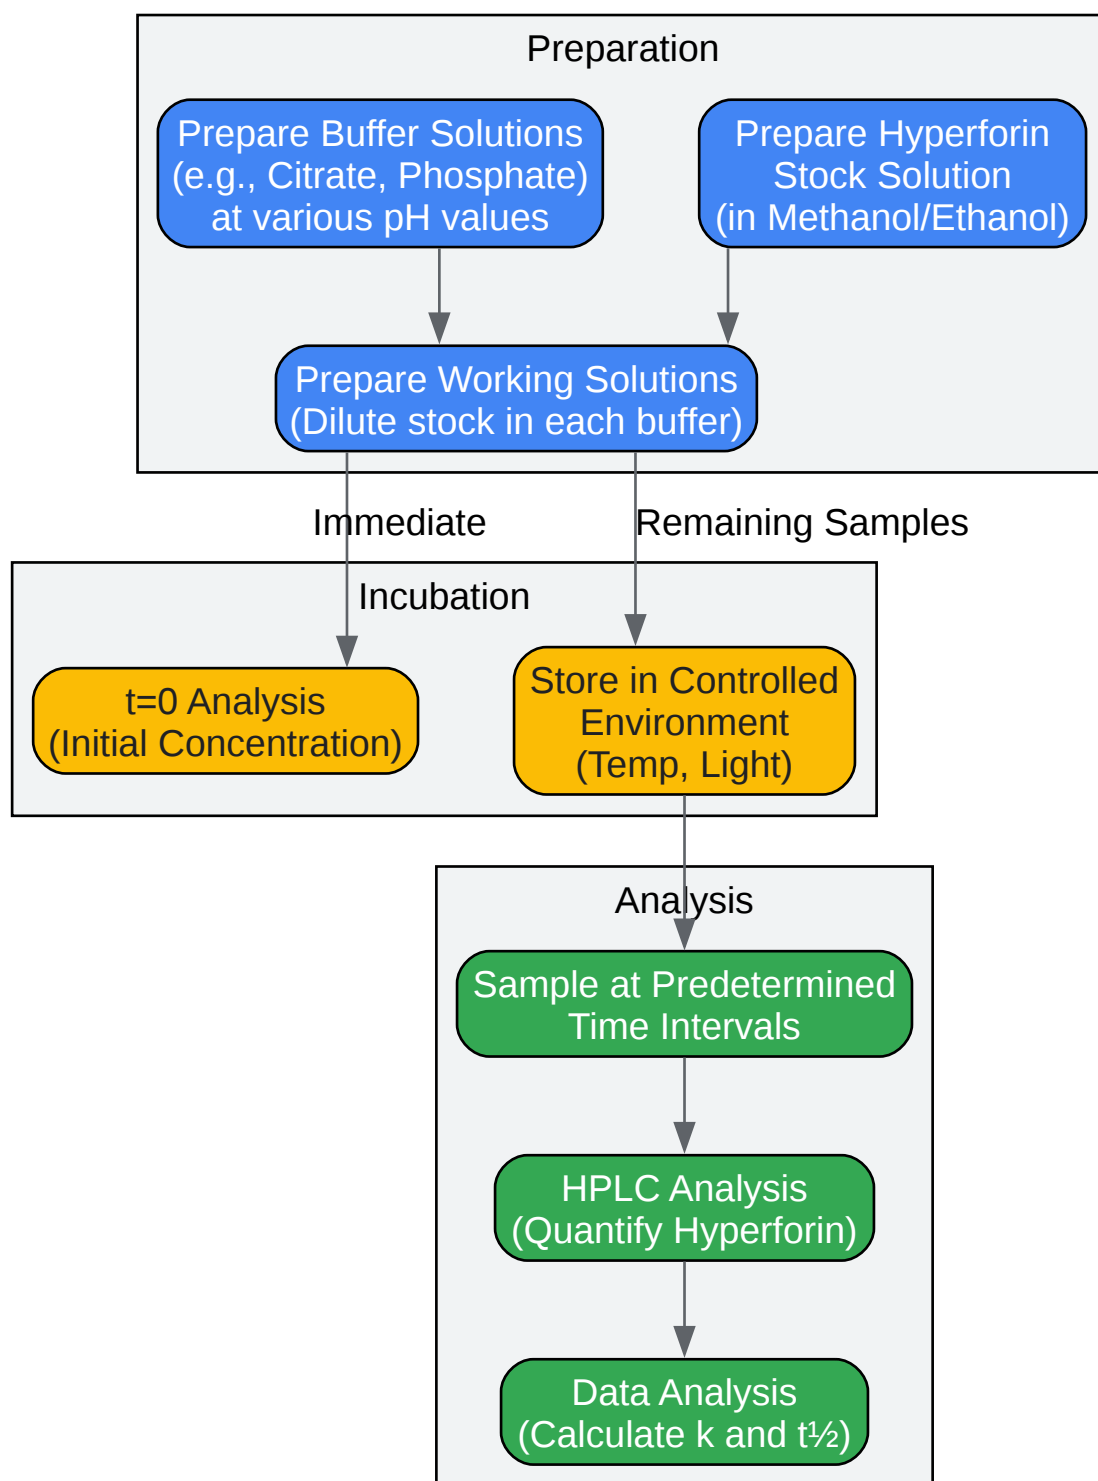 Preparation
Prepare Buffer Solutions
(e.g., Citrate, Phosphate)
at various pH values
Prepare Hyperforin
Stock Solution
(in Methanol/Ethanol)
Prepare Working Solutions
(Dilute stock in each buffer)
Immediate
Remaining Samples
Incubation
t=0 Analysis
(Initial Concentration)
Store in Controlled
Environment
(Temp, Light)
Analysis
Sample at Predetermined
Time Intervals
HPLC Analysis
(Quantify Hyperforin)
Data Analysis
(Calculate k and t½)